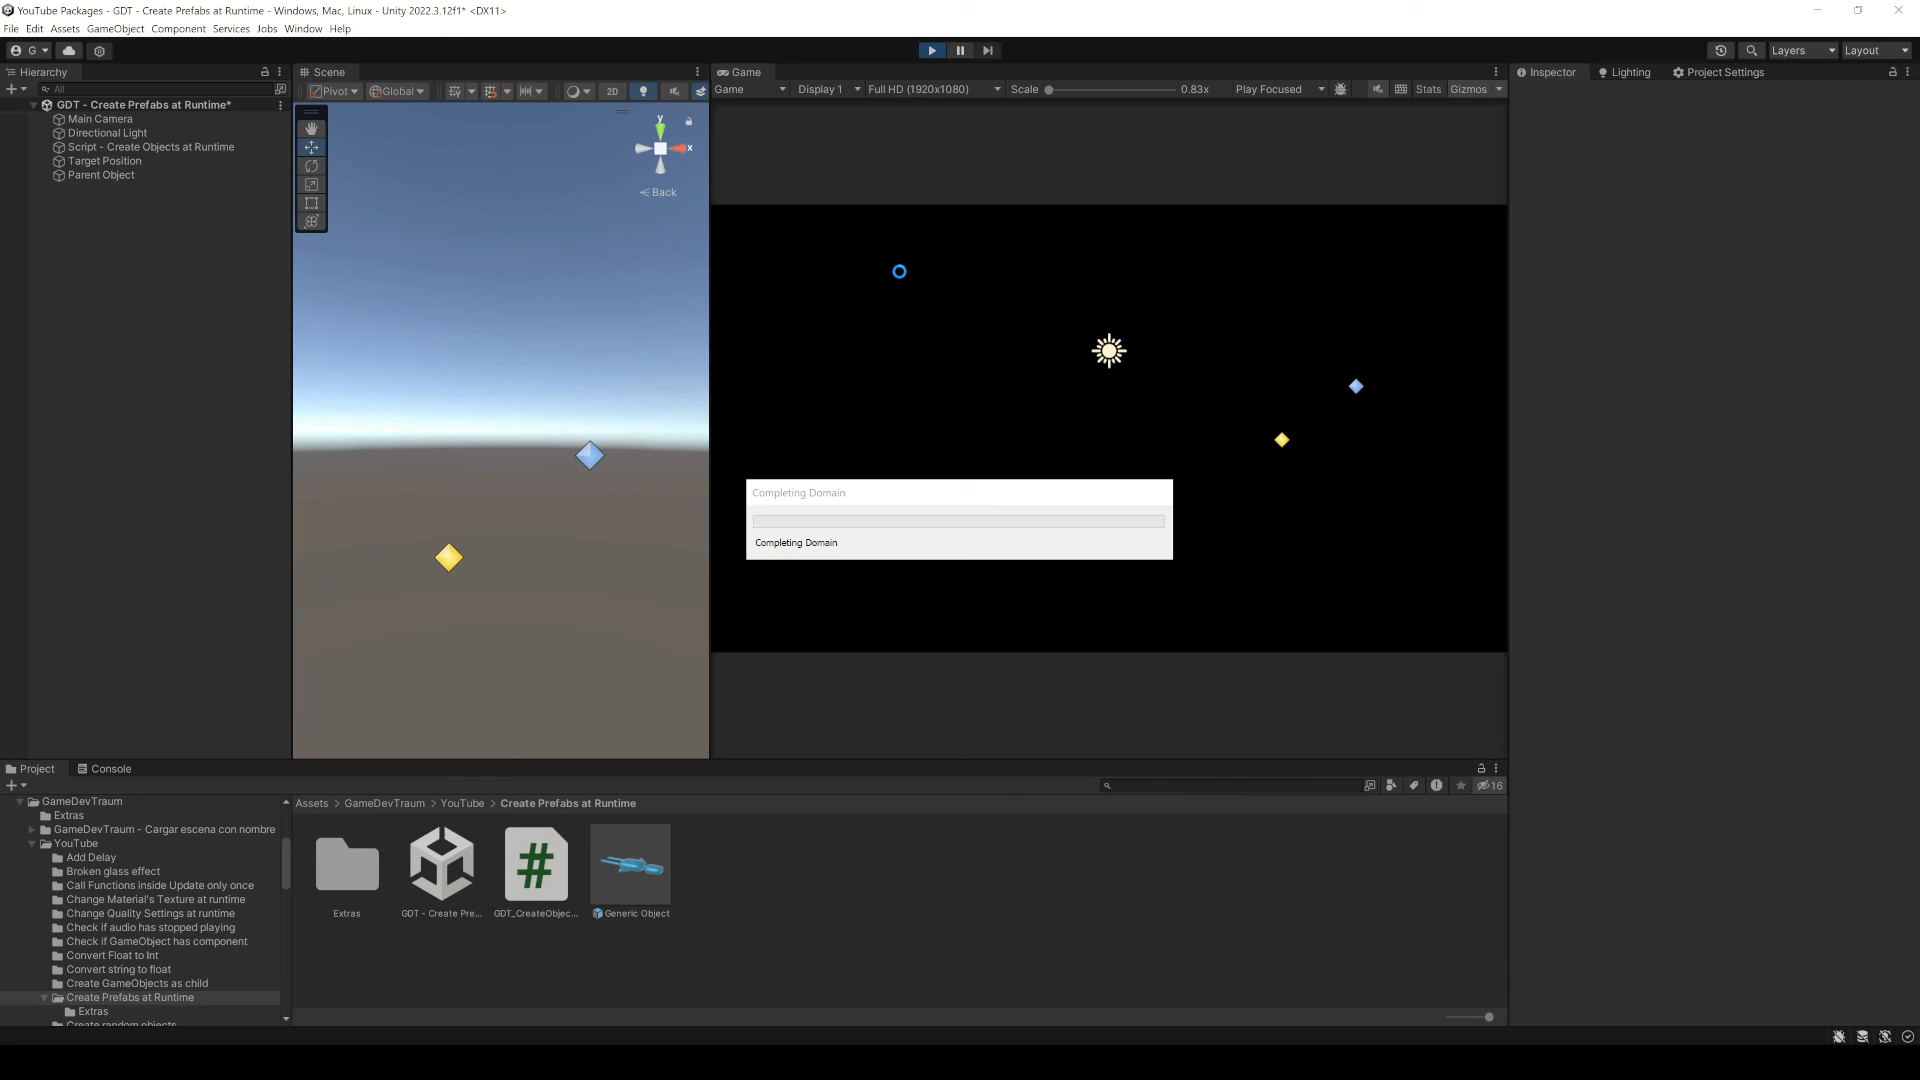 YouTube Packages - GDT - Create Prefabs at Runtime - Windows, Mac, Linux - Unity 2022.3.12f1* <DX11>
File Edit Assets GameObject Component Services Jobs Window Help
G Layers Layout
Hierarchy
All
GDT - Create Prefabs at Runtime*
Main Camera
Directional Light
Script - Create Objects at Runtime
Target Position
Parent Object
Scene
Pivot Global 2D
y
x
Back
Game
Game Display 1 Full HD (1920x1080) Scale 0.83x Play Focused Stats Gizmos
Completing Domain
Completing Domain
Inspector Lighting Project Settings
Project Console
16
GameDevTraum
Extras
GameDevTraum - Cargar escena con nombre
YouTube
Add Delay
Broken glass effect
Call Functions inside Update only once
Change Material's Texture at runtime
Change Quality Settings at runtime
Check if audio has stopped playing
Check if GameObject has component
Convert Float to Int
Convert string to float
Create GameObjects as child
Create Prefabs at Runtime
Extras
Create random objects
Assets > GameDevTraum > YouTube > Create Prefabs at Runtime
Extras
GDT - Create Pre...
GDT_CreateObjec...
Generic Object